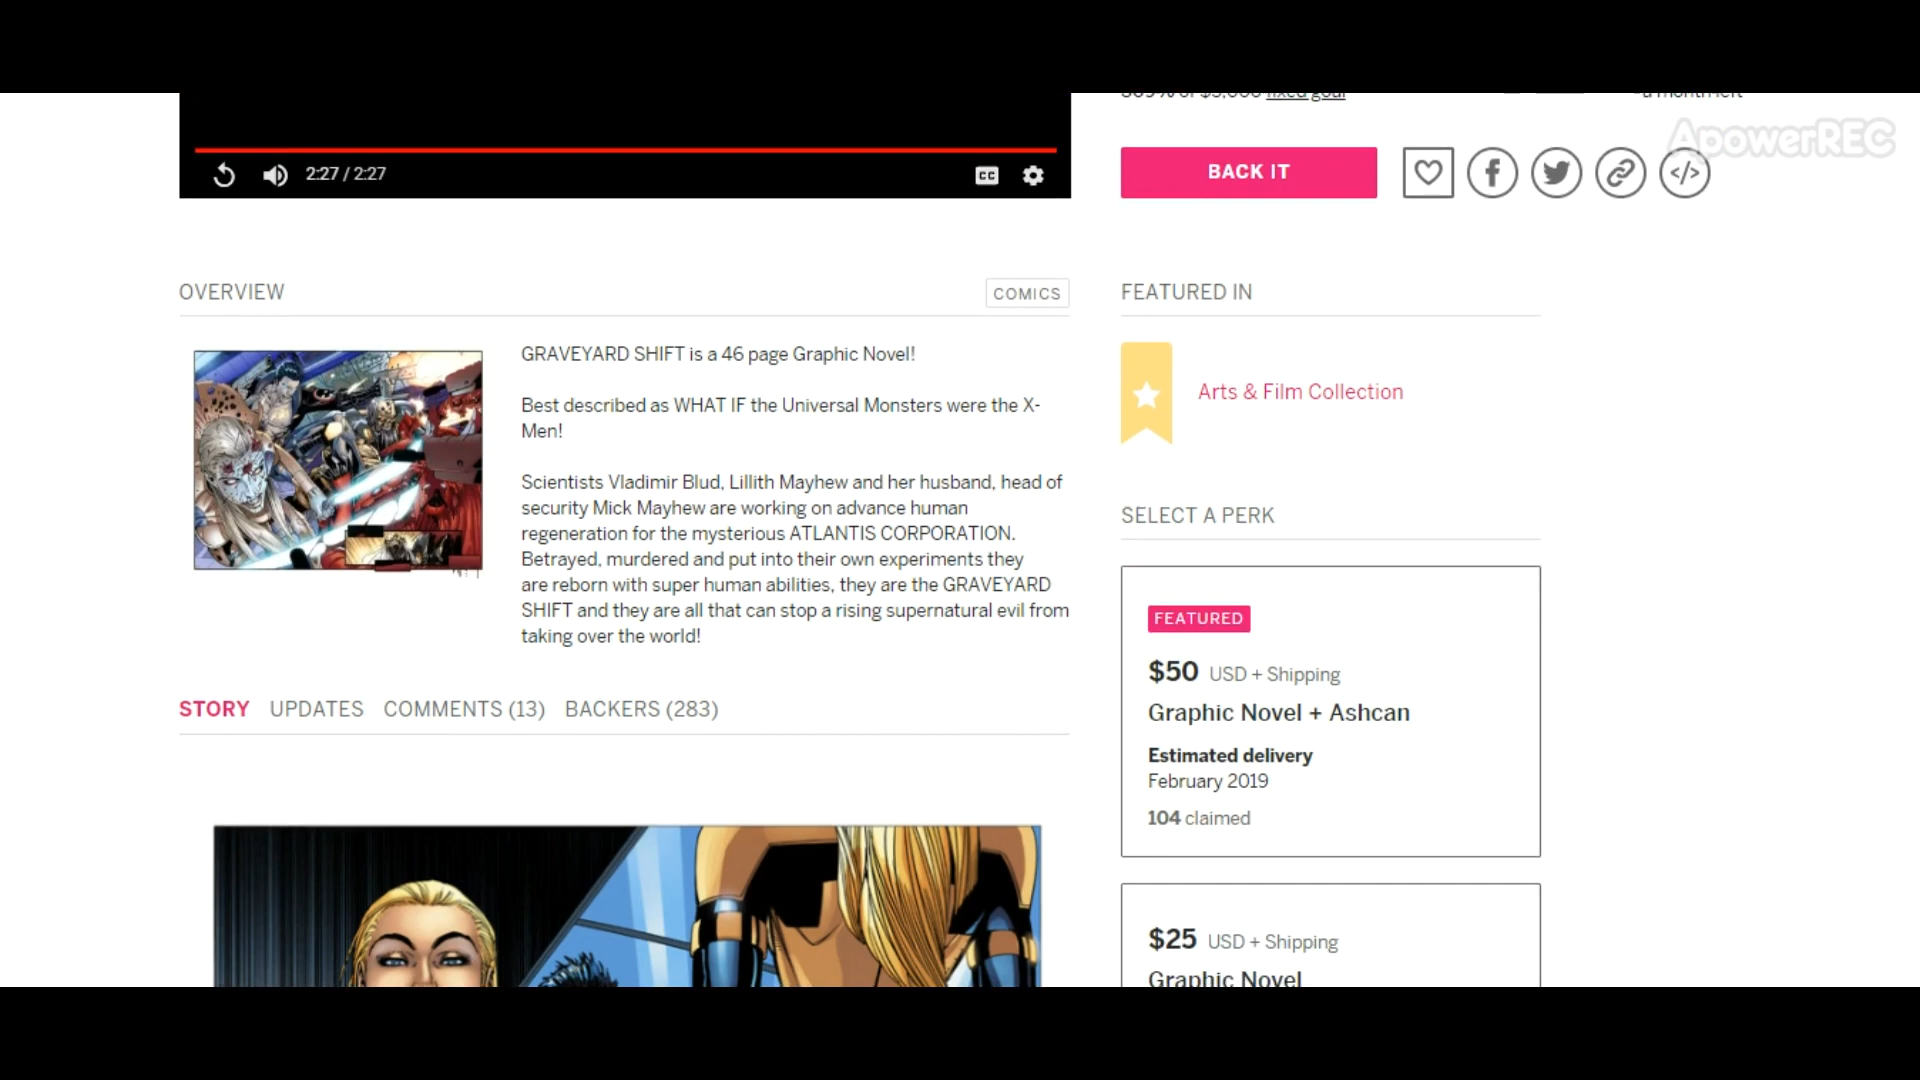 fixed goal
ApowerREC
2:27 / 2:27
CC
BACK IT
OVERVIEW
COMICS
FEATURED IN
GRAVEYARD SHIFT is a 46 page Graphic Novel!
Best described as WHAT IF the Universal Monsters were the X-
Men!
Arts & Film Collection
Scientists Vladimir Blud, Lillith Mayhew and her husband, head of
security Mick Mayhew are working on advance human
regeneration for the mysterious ATLANTIS CORPORATION.
Betrayed, murdered and put into their own experiments they
are reborn with super human abilities, they are the GRAVEYARD
SHIFT and they are all that can stop a rising supernatural evil from
taking over the world!
SELECT A PERK
FEATURED
$50 USD + Shipping
Graphic Novel + Ashcan
Estimated delivery
February 2019
104 claimed
STORY UPDATES COMMENTS (13) BACKERS (283)
$25 USD + Shipping
Graphic Novel